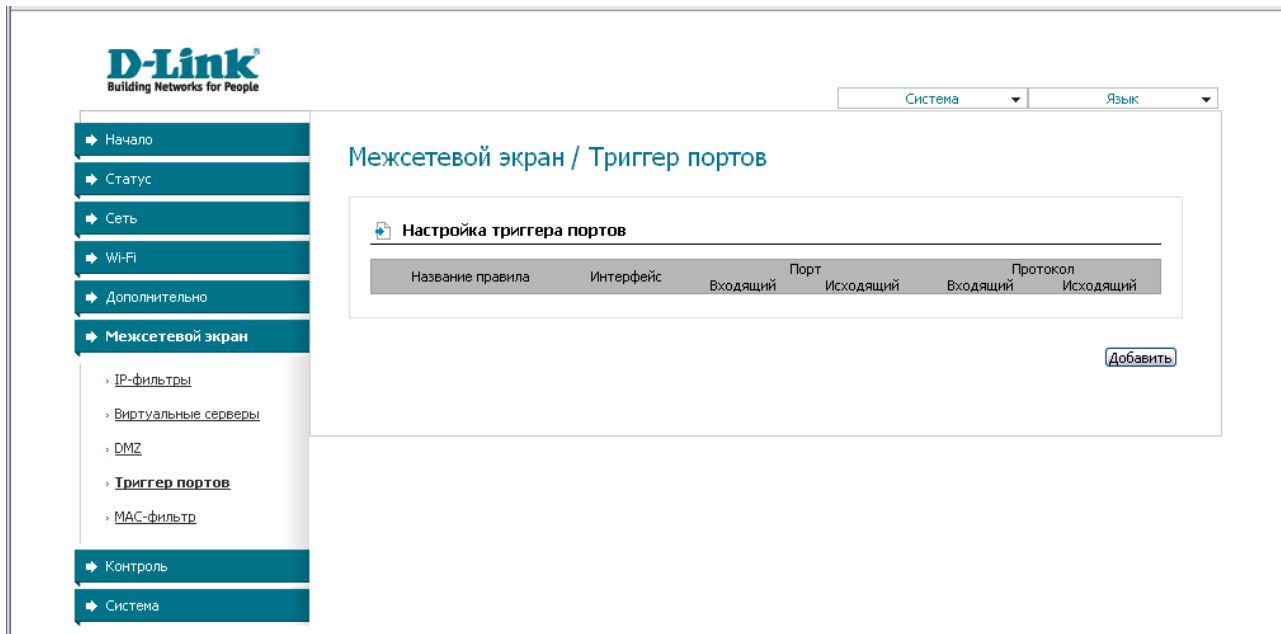 D-Link
Building Networks for People
Система
Язык
Начало
Статус
Сеть
Wi-Fi
Дополнительно
Межсетевой экран
IP-фильтры
Виртуальные серверы
DMZ
Триггер портов
MAC-фильтр
Контроль
Система
Межсетевой экран / Триггер портов
Настройка триггера портов
Название правила Интерфейс Порт Протокол
Входящий Исходящий Входящий Исходящий
Добавить